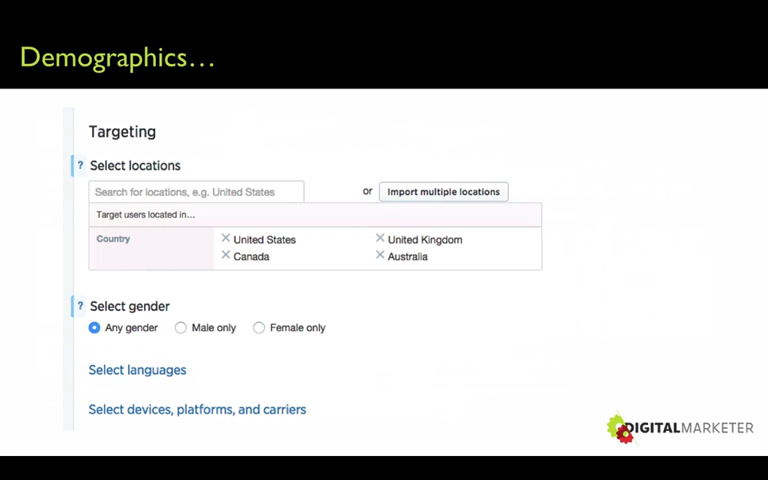 Demographics...
Targeting
? Select locations
Search for locations, e.g. United States or Import multiple locations
Target users located in...
Country × United States × United Kingdom
× Canada × Australia
? Select gender
Any gender Male only Female only
Select languages
Select devices, platforms, and carriers
DIGITALMARKETER